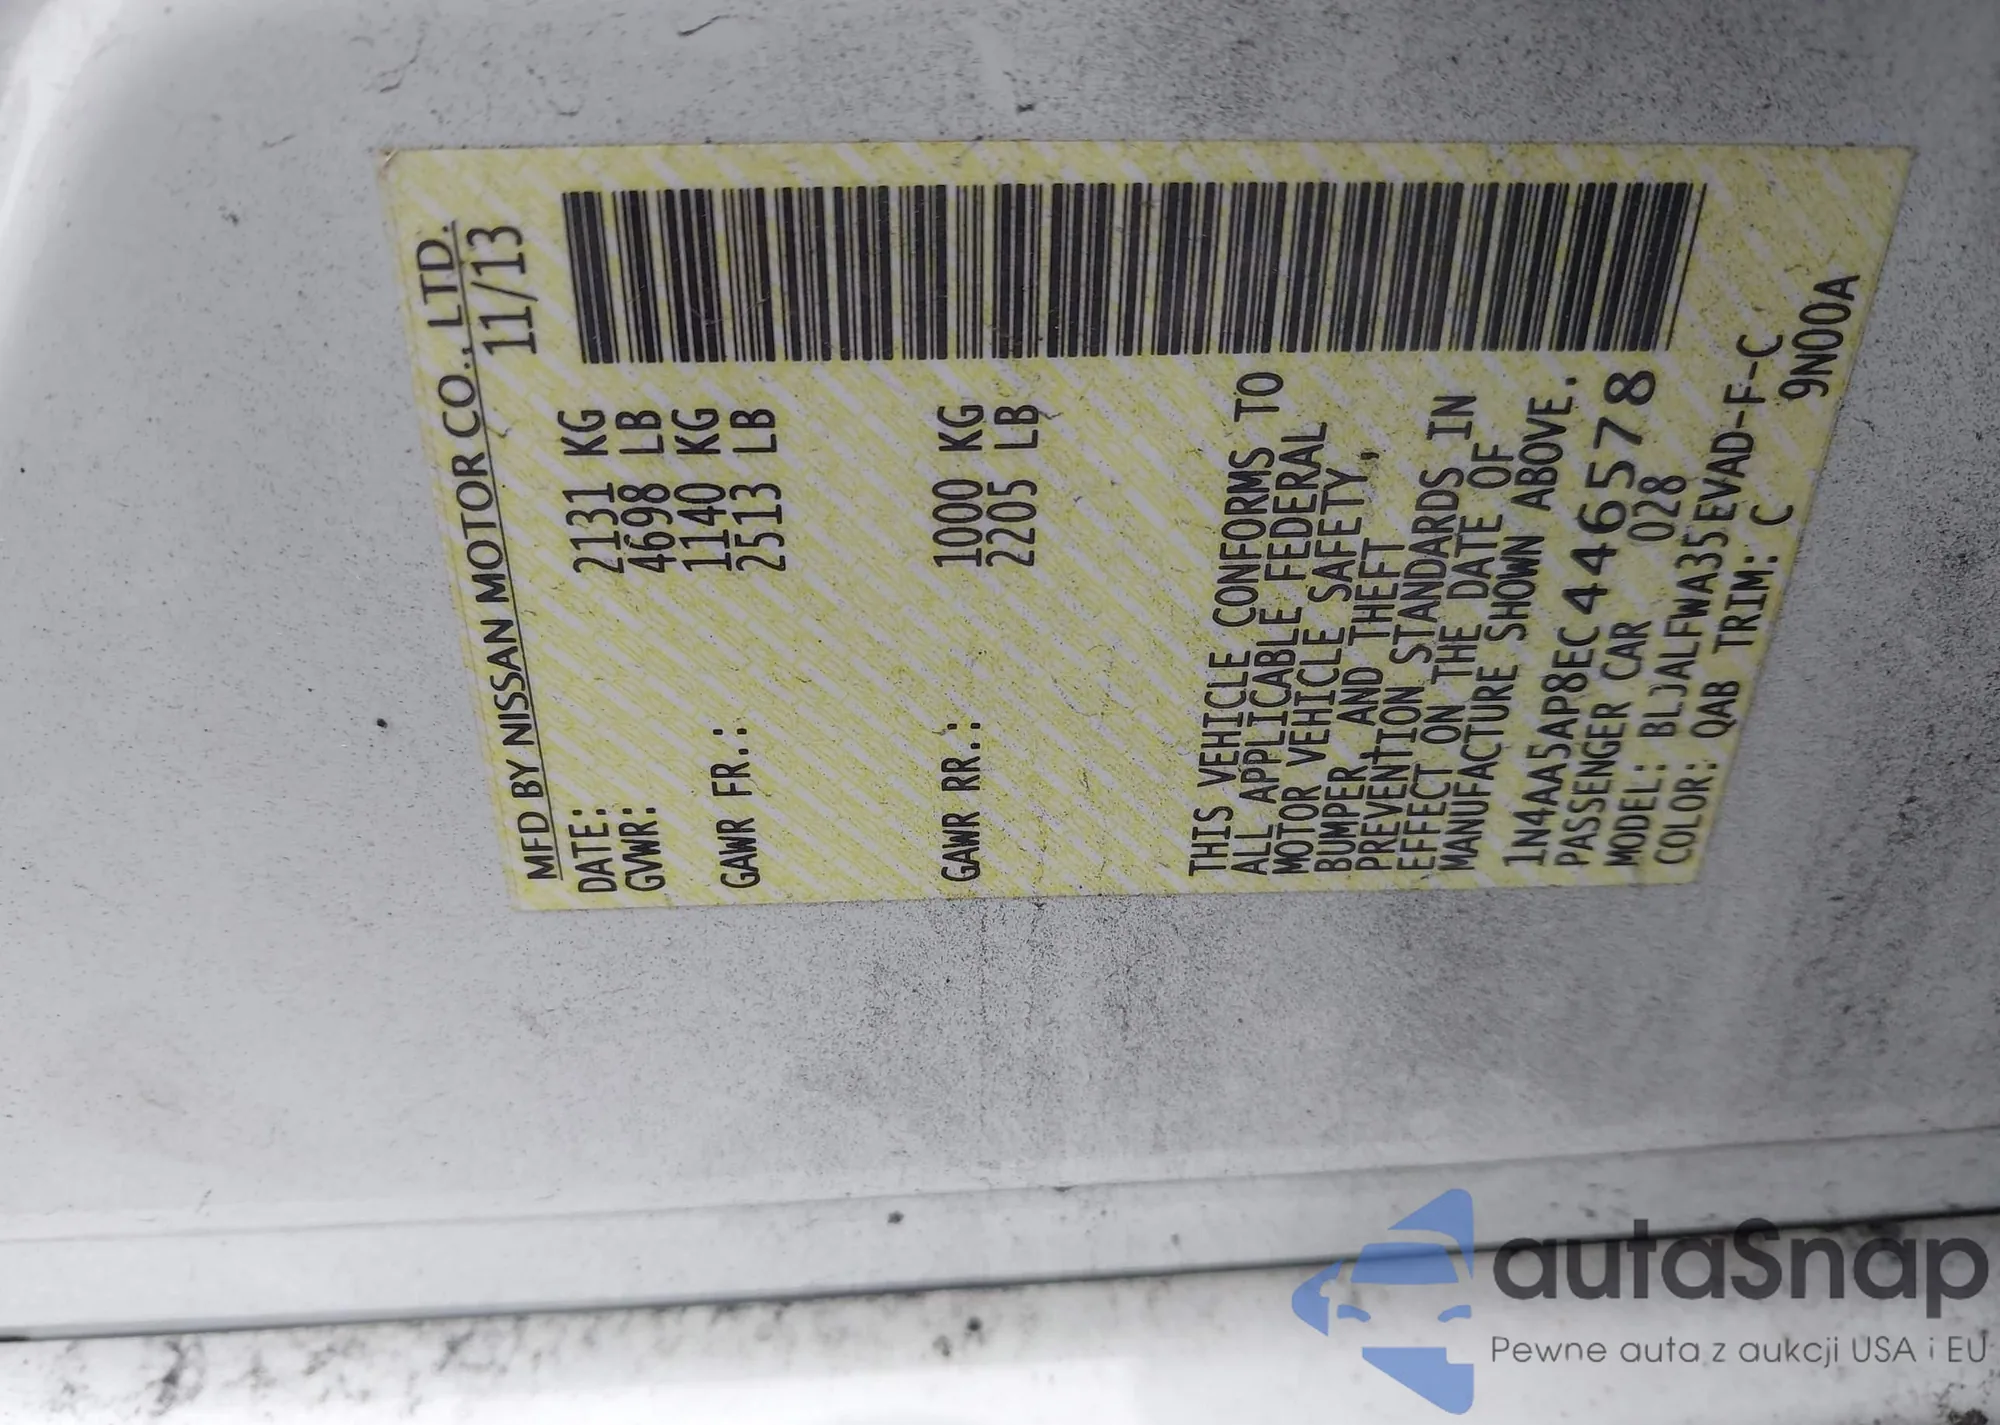 MFD BY NISSAN MOTOR CO., LTD.
DATE: 11/13
GVWR: 2131 KG
4698 LB
GAWR FR.: 1140 KG
2513 LB
GAWR RR.: 1000 KG
2205 LB
THIS VEHICLE CONFORMS TO
ALL APPLICABLE FEDERAL
MOTOR VEHICLE SAFETY,
BUMPER, AND THEFT
PREVENTION STANDARDS IN
EFFECT ON THE DATE OF
MANUFACTURE SHOWN ABOVE.
1N4AA5AP8EC446578
PASSENGER CAR 028
MODEL: BLJALFWA35EVAD-F-C
COLOR: QAB TRIM: C
9N00A
autaSnap
Pewne auta z aukcji USA i EU